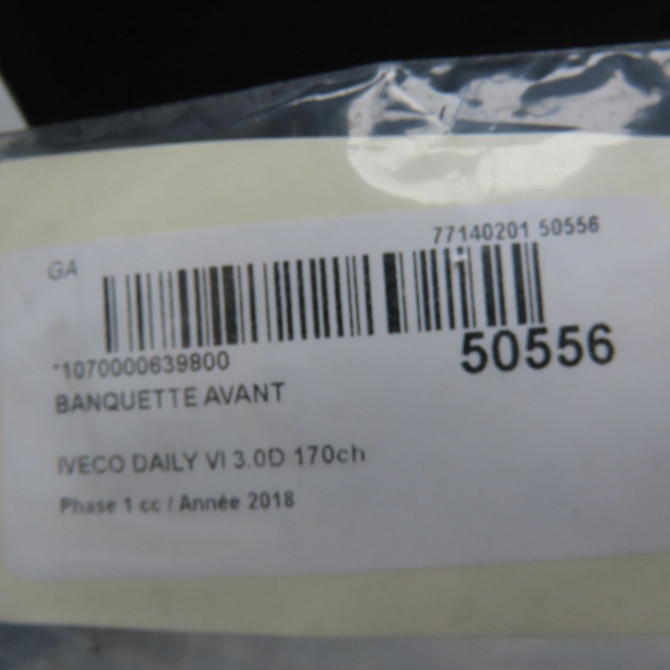 77140201 50556
GA
*1070000639800
50556
BANQUETTE AVANT
IVECO DAILY VI 3.0D 170ch
Phase 1 cc / Année 2018